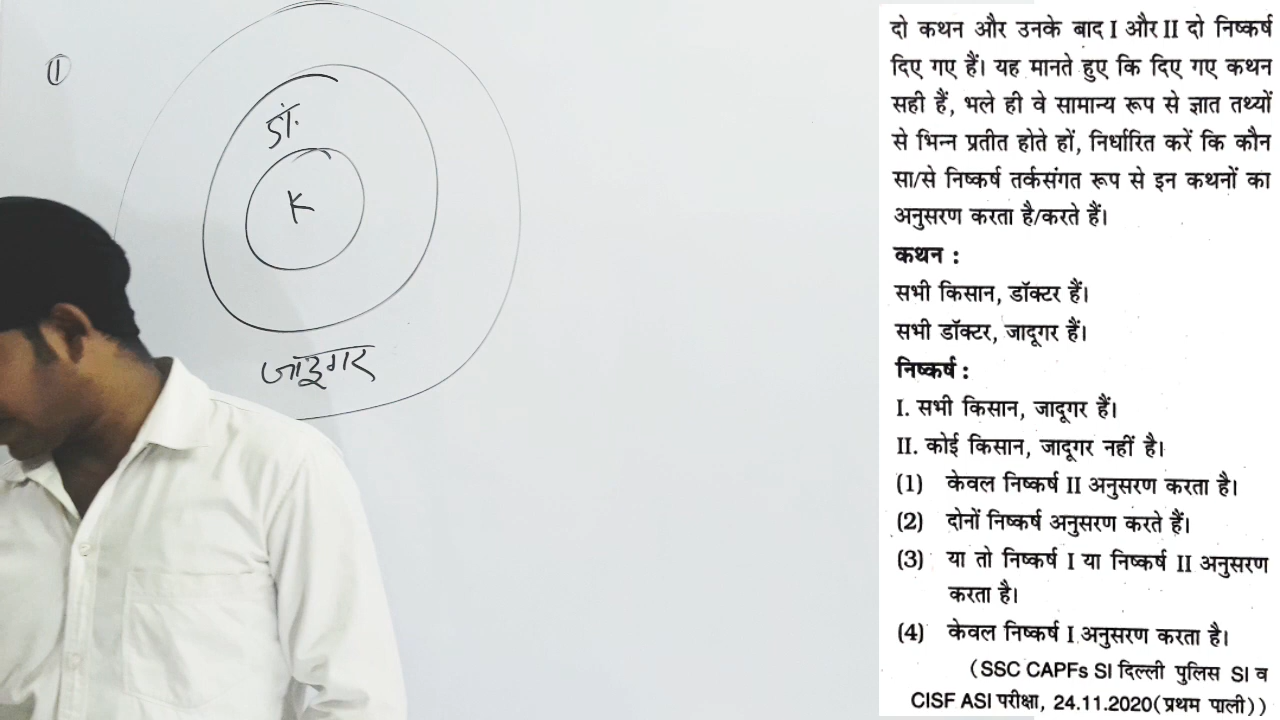 ①
डॉ.
K
जादूगर
दो कथन और उनके बाद I और II दो निष्कर्ष
दिए गए हैं। यह मानते हुए कि दिए गए कथन
सही हैं, भले ही वे सामान्य रूप से ज्ञात तथ्यों
से भिन्न प्रतीत होते हों, निर्धारित करें कि कौन
सा/से निष्कर्ष तर्कसंगत रूप से इन कथनों का
अनुसरण करता है/करते हैं।
कथन :
सभी किसान, डॉक्टर हैं।
सभी डॉक्टर, जादूगर हैं।
निष्कर्ष :
I. सभी किसान, जादूगर हैं।
II. कोई किसान, जादूगर नहीं है।
(1) केवल निष्कर्ष II अनुसरण करता है।
(2) दोनों निष्कर्ष अनुसरण करते हैं।
(3) या तो निष्कर्ष I या निष्कर्ष II अनुसरण
करता है।
(4) केवल निष्कर्ष I अनुसरण करता है।
(SSC CAPFs SI दिल्ली पुलिस SI व
CISF ASI परीक्षा, 24.11.2020(प्रथम पाली))